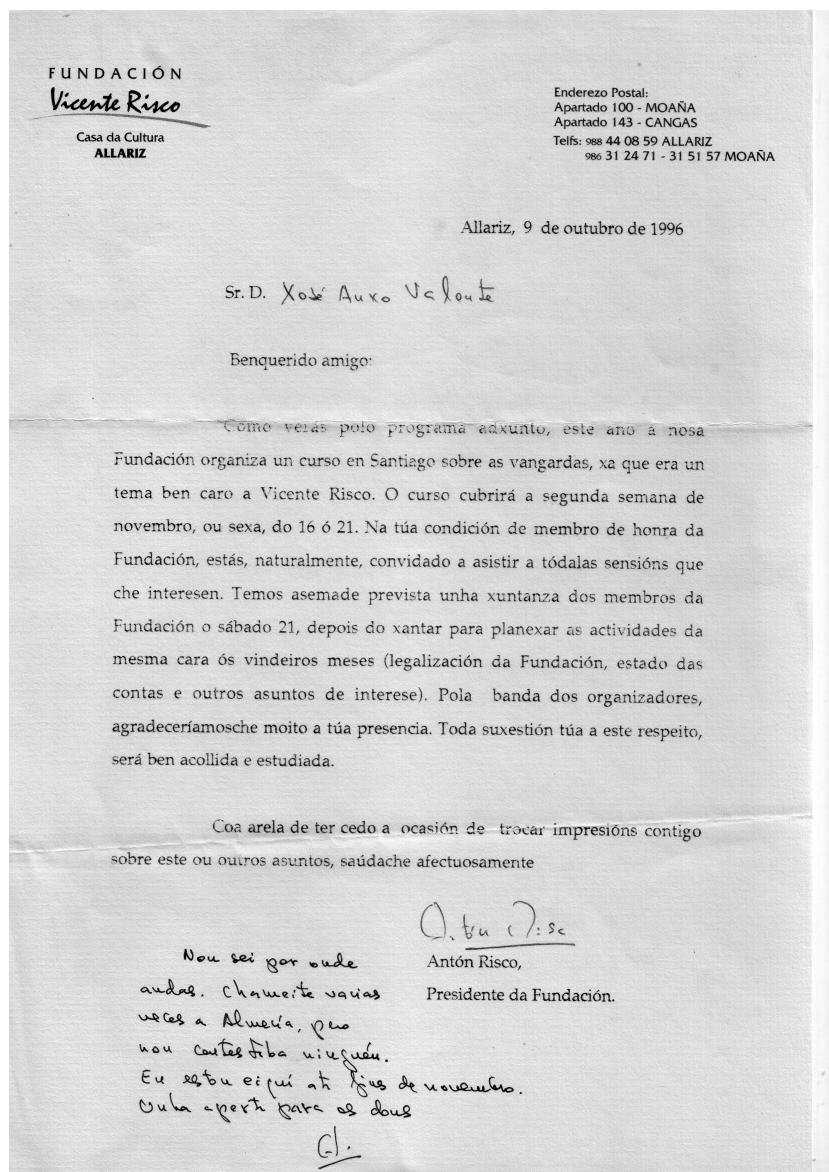 FUNDACIÓN
Vicente Risco
Casa da Cultura
ALLARIZ
Enderezo Postal:
Apartado 100 - MOAÑA
Apartado 143 - CANGAS
Telfs: 988 44 08 59 ALLARIZ
986 31 24 71 - 31 51 57 MOAÑA
Allariz, 9 de outubro de 1996
Sr. D. Xosé Anxo Valente
Benquerido amigo:
Como verás polo programa adxunto, este ano a nosa
Fundación organiza un curso en Santiago sobre as vangardas, xa que era un
tema ben caro a Vicente Risco. O curso cubrirá a segunda semana de
novembro, ou sexa, do 16 ó 21. Na túa condición de membro de honra da
Fundación, estás, naturalmente, convidado a asistir a tódalas sensións que
che interesen. Temos asemade prevista unha xuntanza dos membros da
Fundación o sábado 21, depois do xantar para planexar as actividades da
mesma cara ós vindeiros meses (legalización da Fundación, estado das
contas e outros asuntos de interese). Pola banda dos organizadores,
agradeceríamosche moito a túa presencia. Toda suxestión túa a este respeito,
será ben acollida e estudiada.
Coa arela de ter cedo a ocasión de trocar impresións contigo
sobre este ou outros asuntos, saúdache afectuosamente
Antón Risco,
Presidente da Fundación.
Non sei por onde
andas. Chameite varias
veces a Almería, pero
non contestiba ninguén.
Eu estou eiquí ati fins de novembro.
Unha aperti para os dous